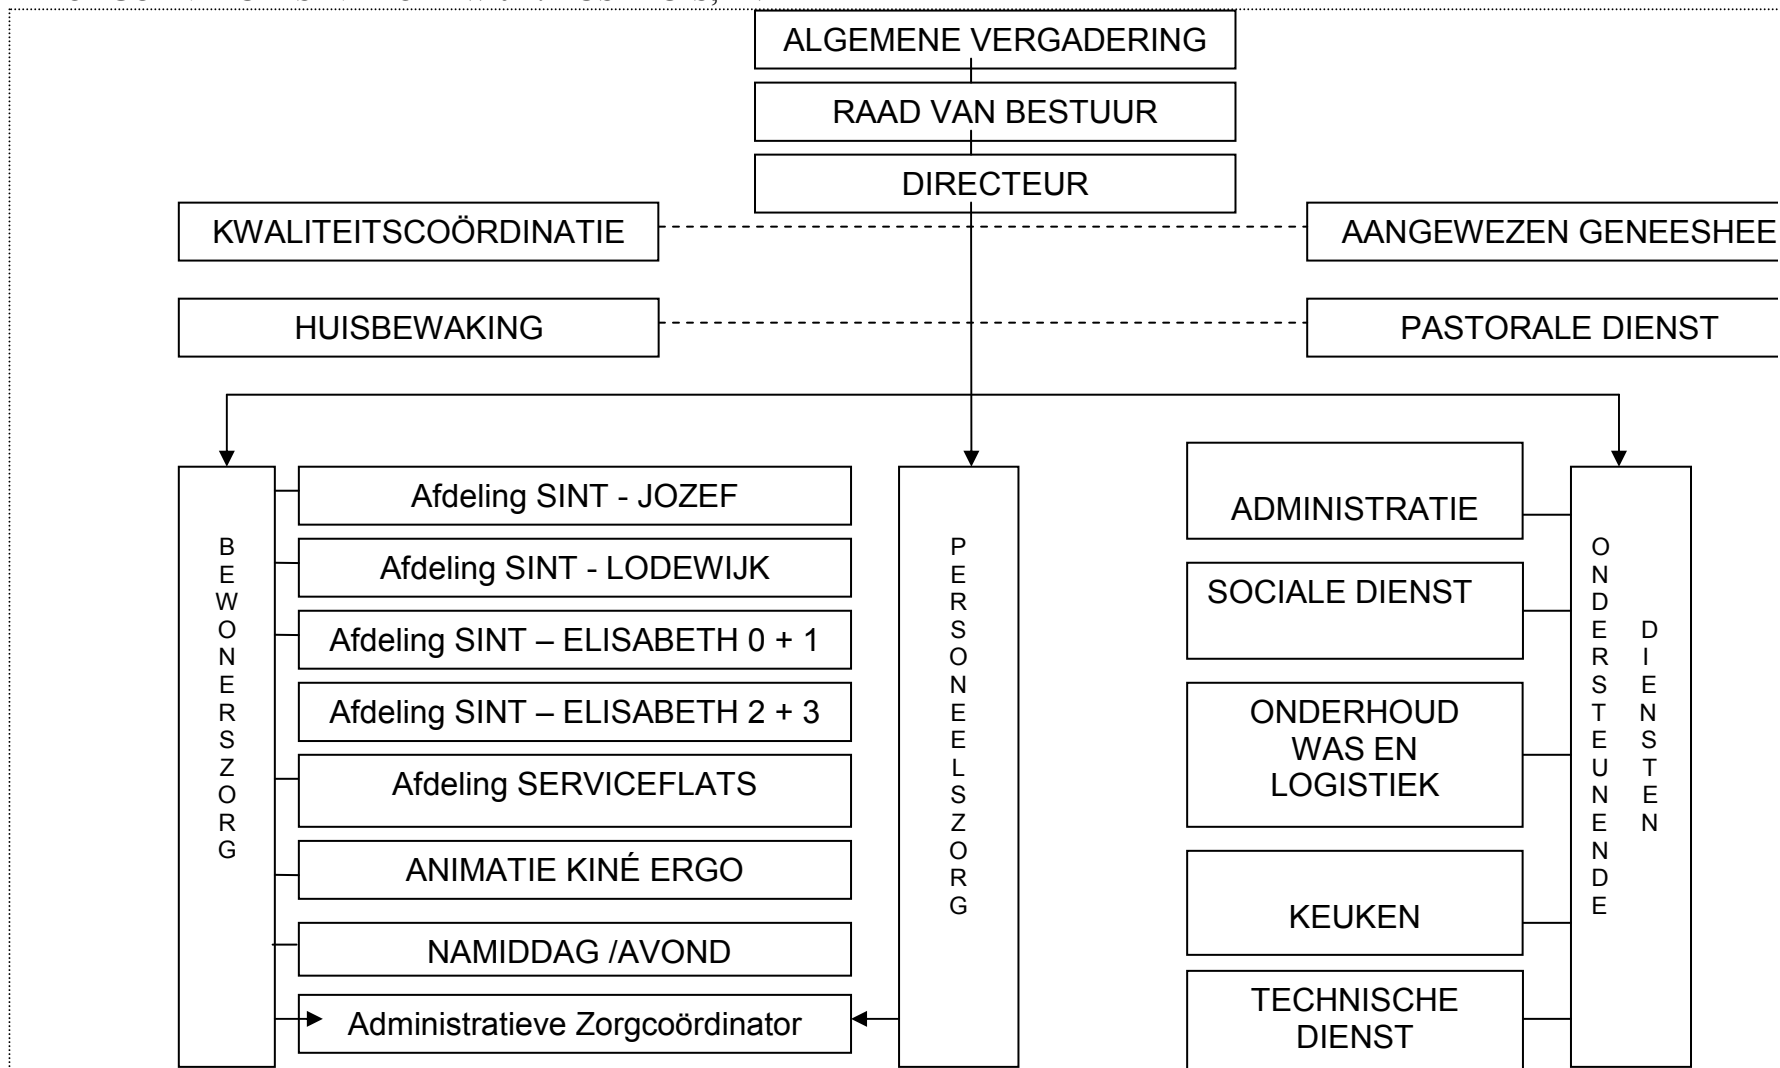 ALGEMENE VERGADERING
RAAD VAN BESTUUR
DIRECTEUR
KWALITEITSCOÖRDINATIE
AANGEWEZEN GENEESHEE
HUISBEWAKING
PASTORALE DIENST
BEWONERSZORG
Afdeling SINT - JOZEF
Afdeling SINT - LODEWIJK
Afdeling SINT – ELISABETH 0 + 1
Afdeling SINT – ELISABETH 2 + 3
Afdeling SERVICEFLATS
ANIMATIE KINÉ ERGO
NAMIDDAG /AVOND
Administratieve Zorgcoördinator
PERSONEELSZORG
ADMINISTRATIE
SOCIALE DIENST
ONDERHOUD
WAS EN
LOGISTIEK
KEUKEN
TECHNISCHE
DIENST
ONDERSTEUNENDE
DIENSTEN